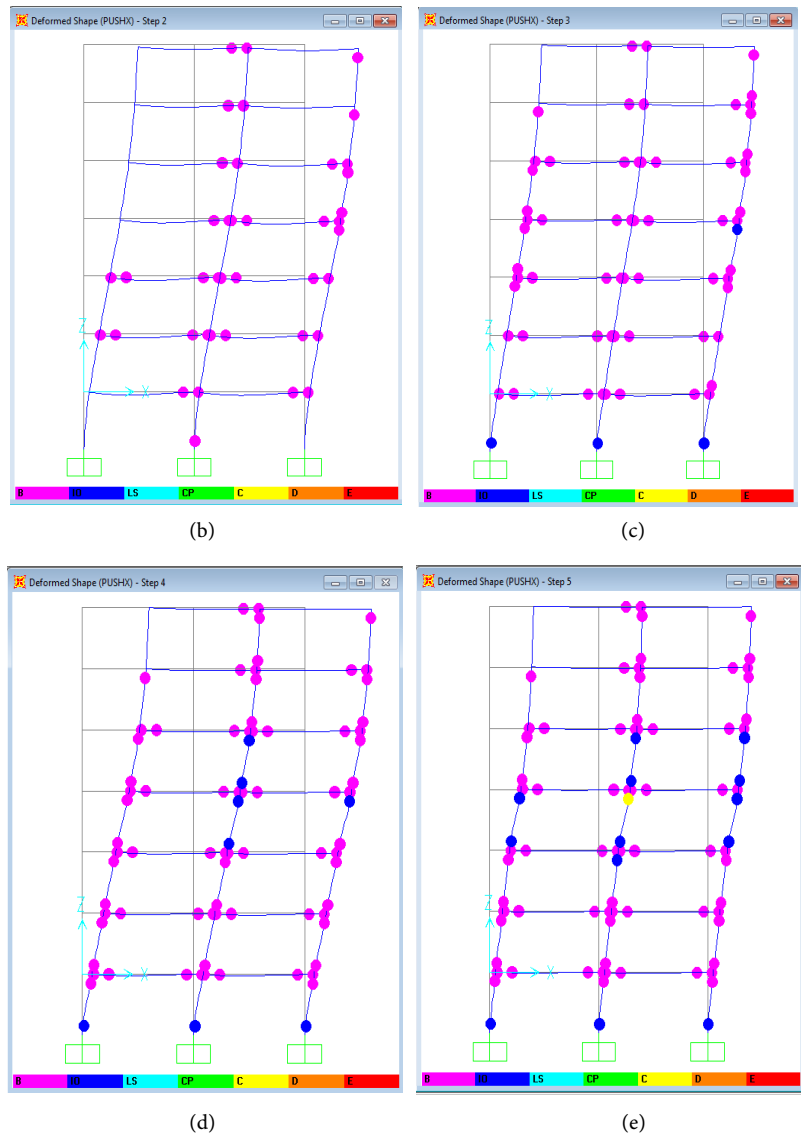 Deformed Shape (PUSHX) - Step 2
Z
X
B IO LS CP C D E
(b)
Deformed Shape (PUSHX) - Step 3
Z
X
B IO LS CP C D E
(c)
Deformed Shape (PUSHX) - Step 4
Z
X
B IO LS CP C D E
(d)
Deformed Shape (PUSHX) - Step 5
Z
X
B IO LS CP C D E
(e)